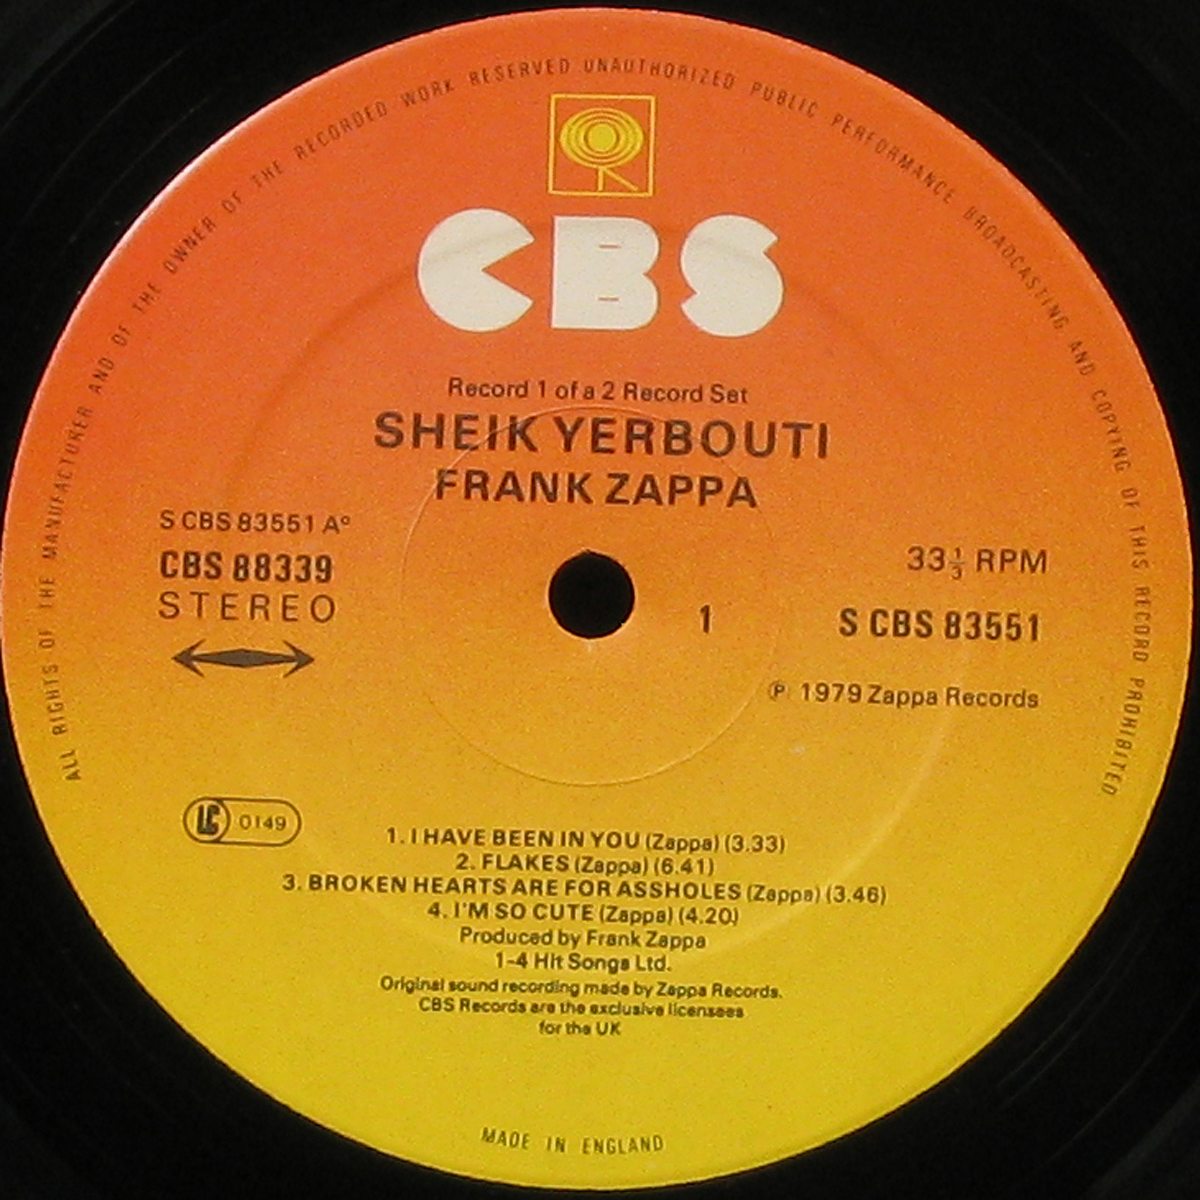 ALL RIGHTS OF THE MANUFACTURER AND OF THE OWNER OF THE RECORDED WORK RESERVED UNAUTHORIZED PUBLIC PERFORMANCE BROADCASTING AND COPYING OF THIS RECORD PROHIBITED
CBS
Record 1 of a 2 Record Set
SHEIK YERBOUTI
FRANK ZAPPA
S CBS 83551 A°
CBS 88339
STEREO
33 1/3 RPM
1
S CBS 83551
℗ 1979 Zappa Records
LC 0149
1. I HAVE BEEN IN YOU (Zappa) (3.33)
2. FLAKES (Zappa) (6.41)
3. BROKEN HEARTS ARE FOR ASSHOLES (Zappa) (3.46)
4. I'M SO CUTE (Zappa) (4.20)
Produced by Frank Zappa
1-4 Hit Songs Ltd.
Original sound recording made by Zappa Records.
CBS Records are the exclusive licensees
for the UK
MADE IN ENGLAND